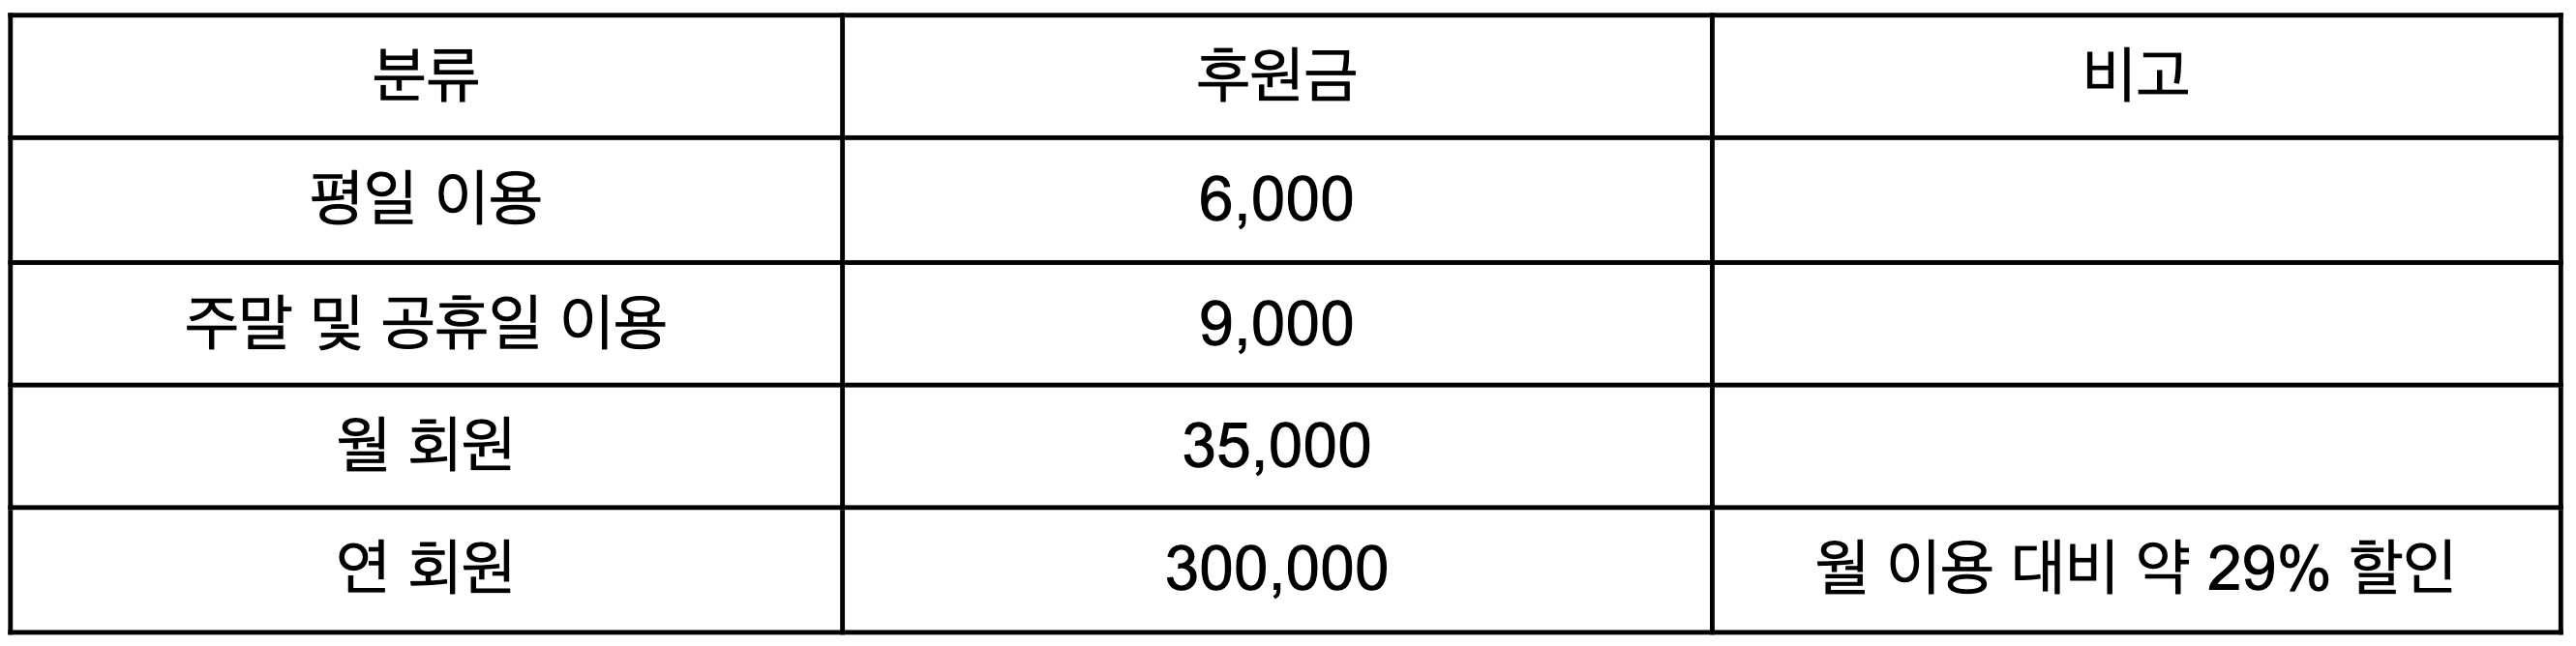 분류 후원금 비고
평일 이용 6,000
주말 및 공휴일 이용 9,000
월 회원 35,000
연 회원 300,000 월 이용 대비 약 29% 할인